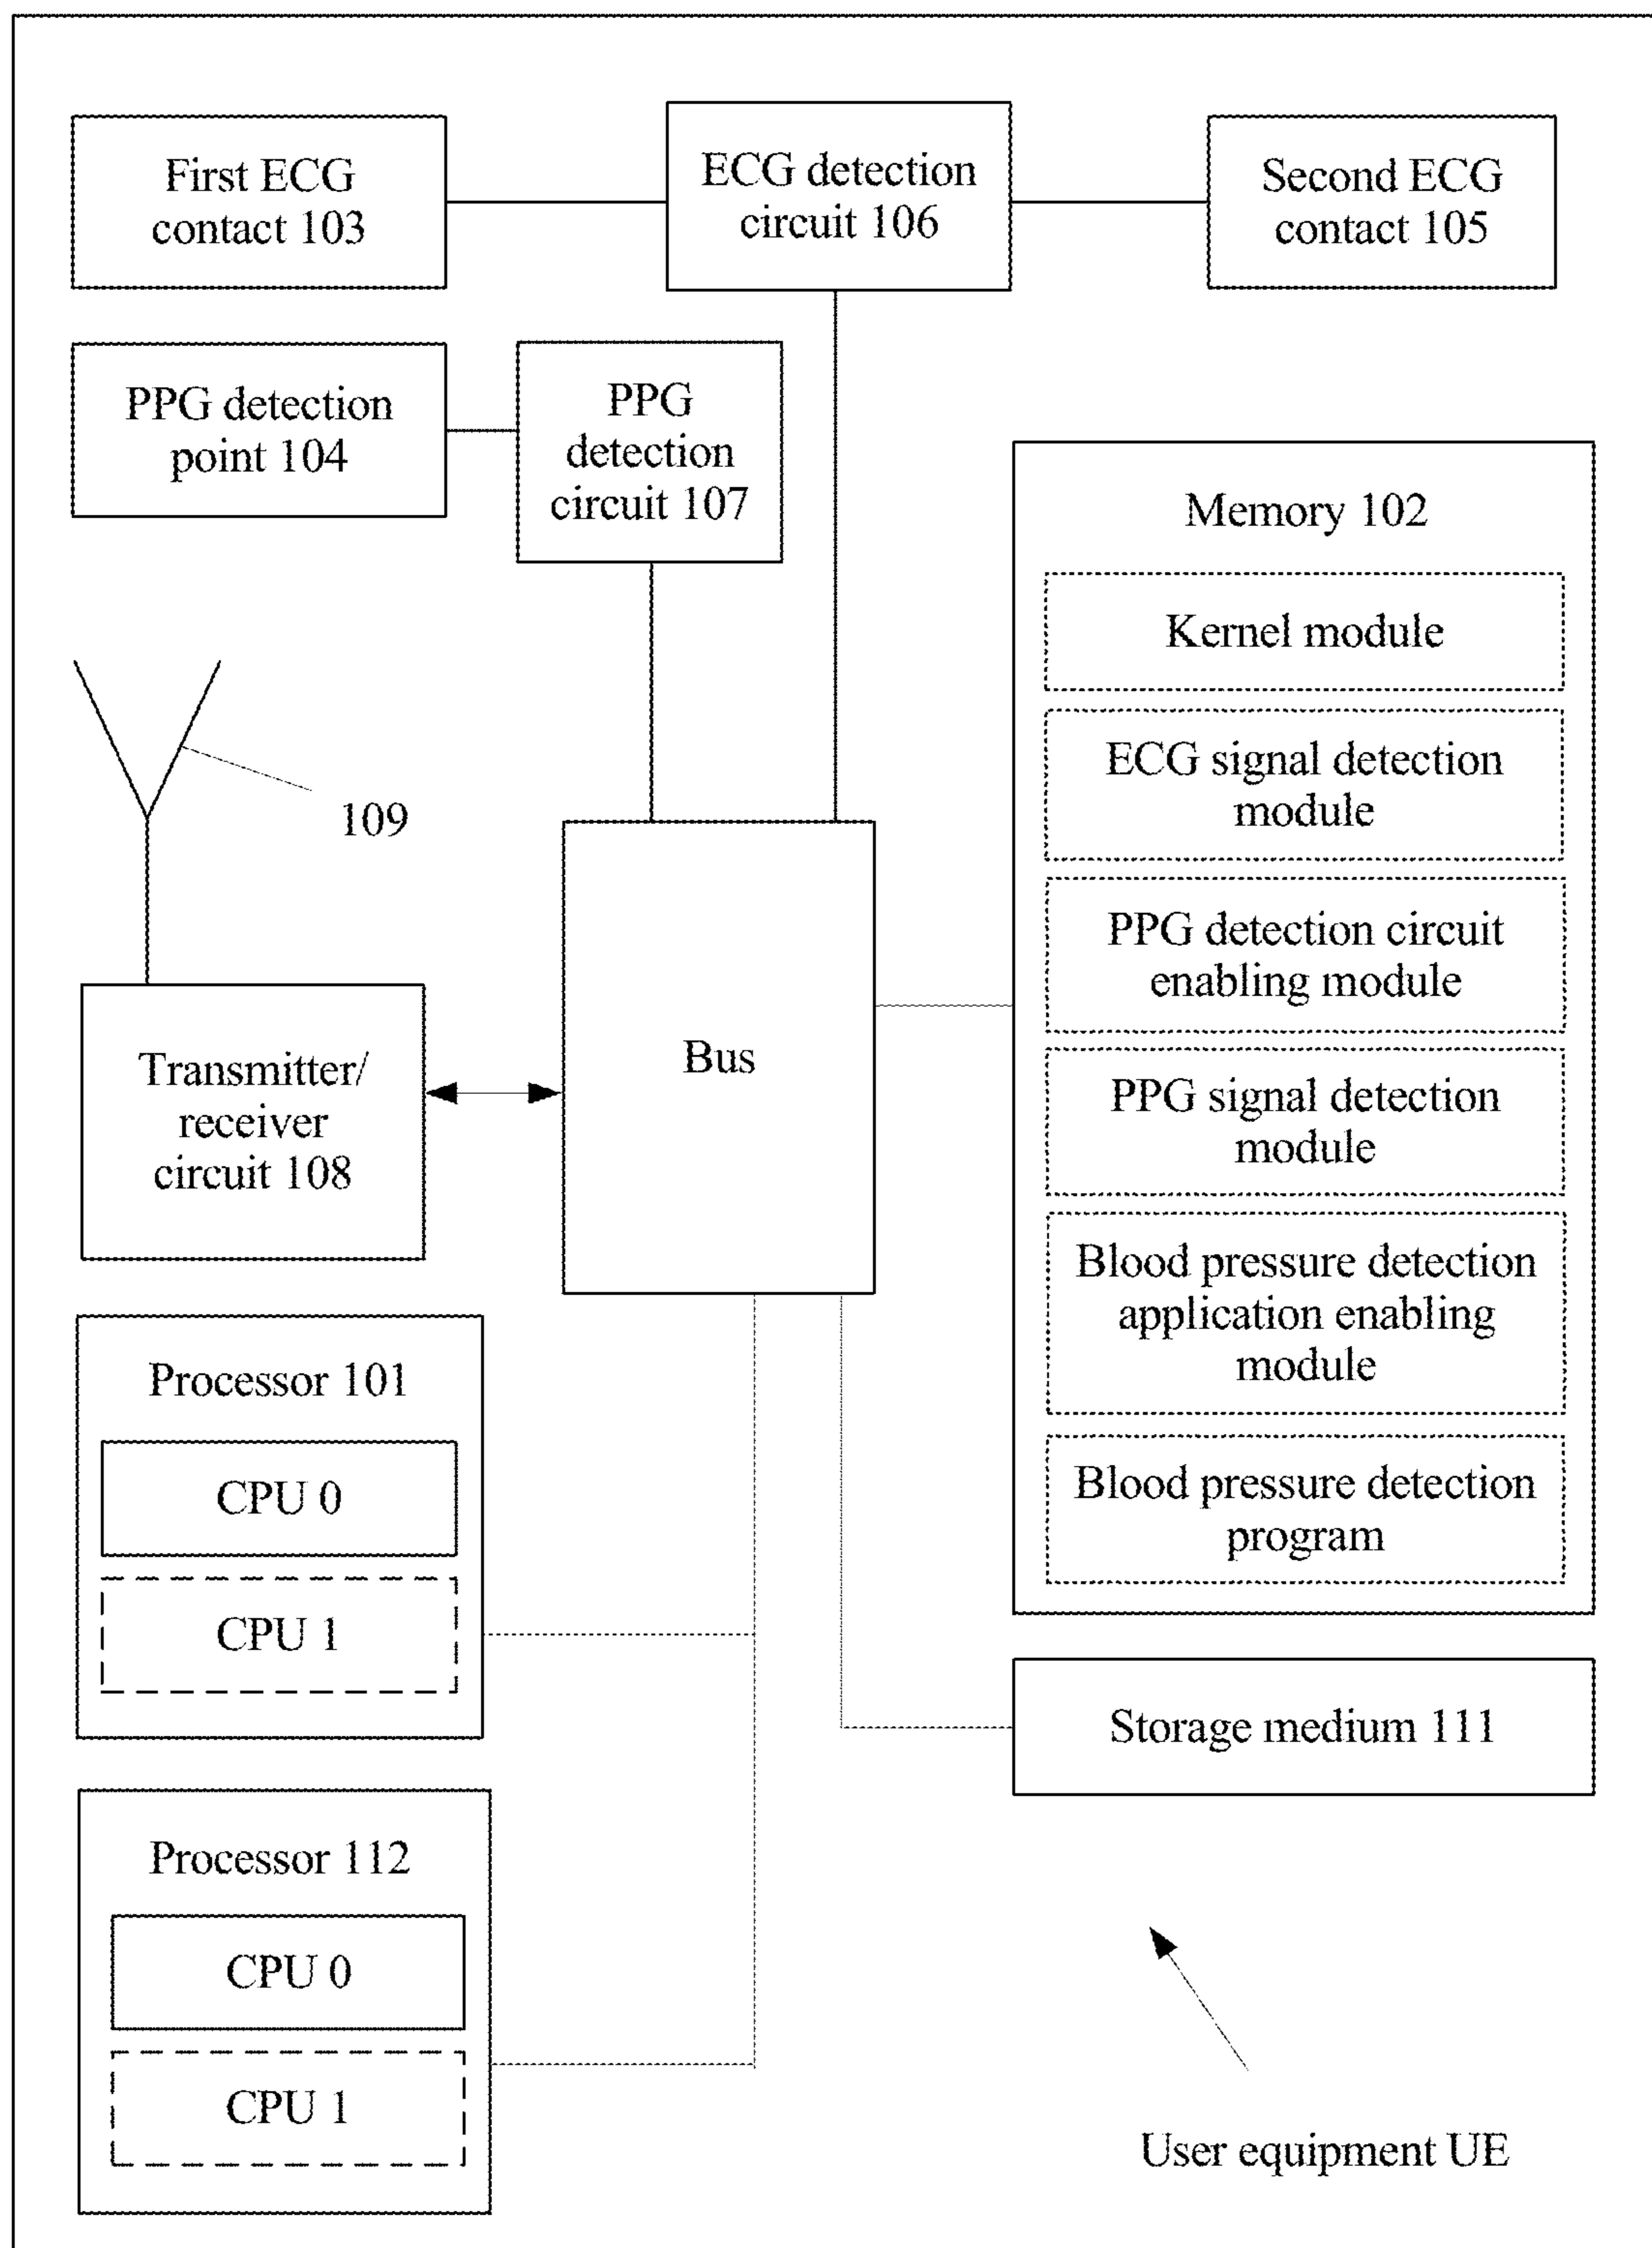 First ECG
contact 103
ECG detection
circuit 106
Second ECG
contact 105
PPG detection
point 104
PPG
detection
circuit 107
Memory 102
Kernel module
ECG signal detection
module
PPG detection circuit
enabling module
PPG signal detection
module
Blood pressure detection
application enabling
module
Blood pressure detection
program
109
Transmitter/
receiver
circuit 108
Bus
Processor 101
CPU 0
CPU 1
Storage medium 111
Processor 112
CPU 0
CPU 1
User equipment UE